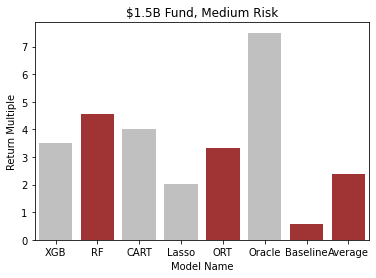 $1.5B Fund, Medium Risk
Return Multiple
7
6
5
4
3
2
1
0
XGB RF CART Lasso ORT Oracle Baseline Average
Model Name